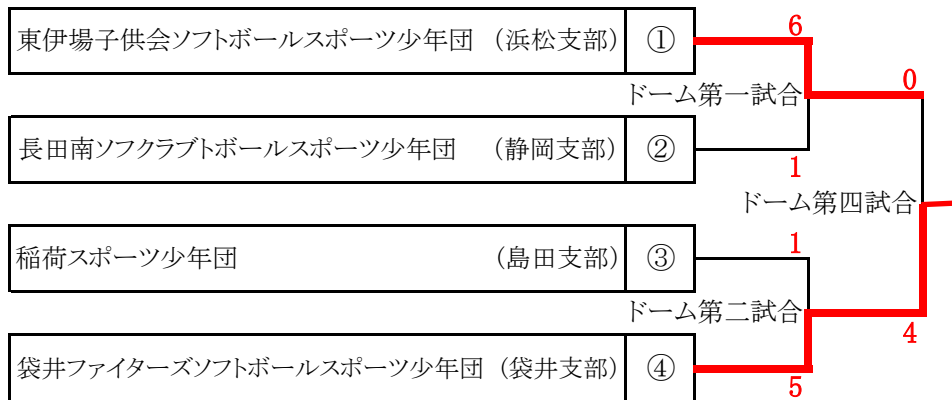 東伊場子供会ソフトボールスポーツ少年団 (浜松支部) ①
6
0
ドーム第一試合
長田南ソフクラブトボールスポーツ少年団 (静岡支部) ②
1
ドーム第四試合
稲荷スポーツ少年団 (島田支部) ③
1
ドーム第二試合
4
袋井ファイターズソフトボールスポーツ少年団 (袋井支部) ④
5